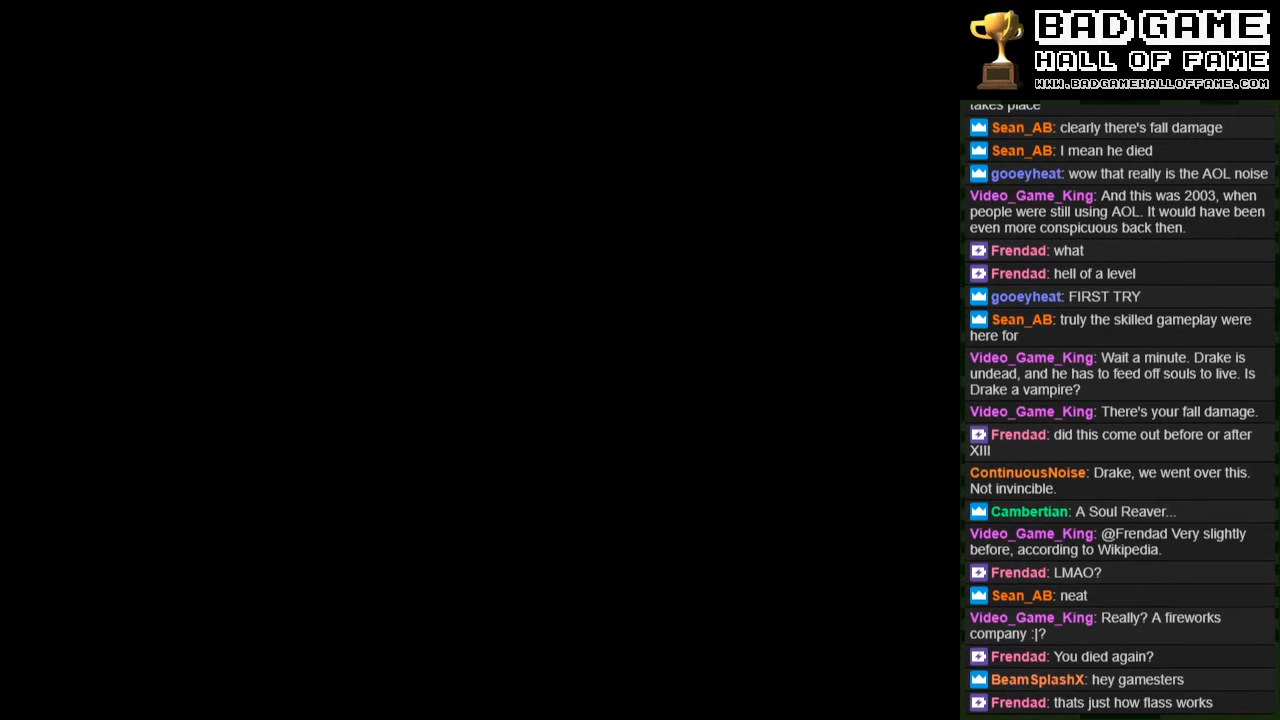 BAD GAME
HALL OF FAME
WWW.BADGAMEHALLOFFAME.COM
takes place
Sean_AB: clearly there's fall damage
Sean_AB: I mean he died
gooeyheat: wow that really is the AOL noise
Video_Game_King: And this was 2003, when
people were still using AOL. It would have been
even more conspicuous back then.
Frendad: what
Frendad: hell of a level
gooeyheat: FIRST TRY
Sean_AB: truly the skilled gameplay were
here for
Video_Game_King: Wait a minute. Drake is
undead, and he has to feed off souls to live. Is
Drake a vampire?
Video_Game_King: There's your fall damage.
Frendad: did this come out before or after
XIII
ContinuousNoise: Drake, we went over this.
Not invincible.
Cambertian: A Soul Reaver...
Video_Game_King: @Frendad Very slightly
before, according to Wikipedia.
Frendad: LMAO?
Sean_AB: neat
Video_Game_King: Really? A fireworks
company :|?
Frendad: You died again?
BeamSplashX: hey gamesters
Frendad: thats just how flass works